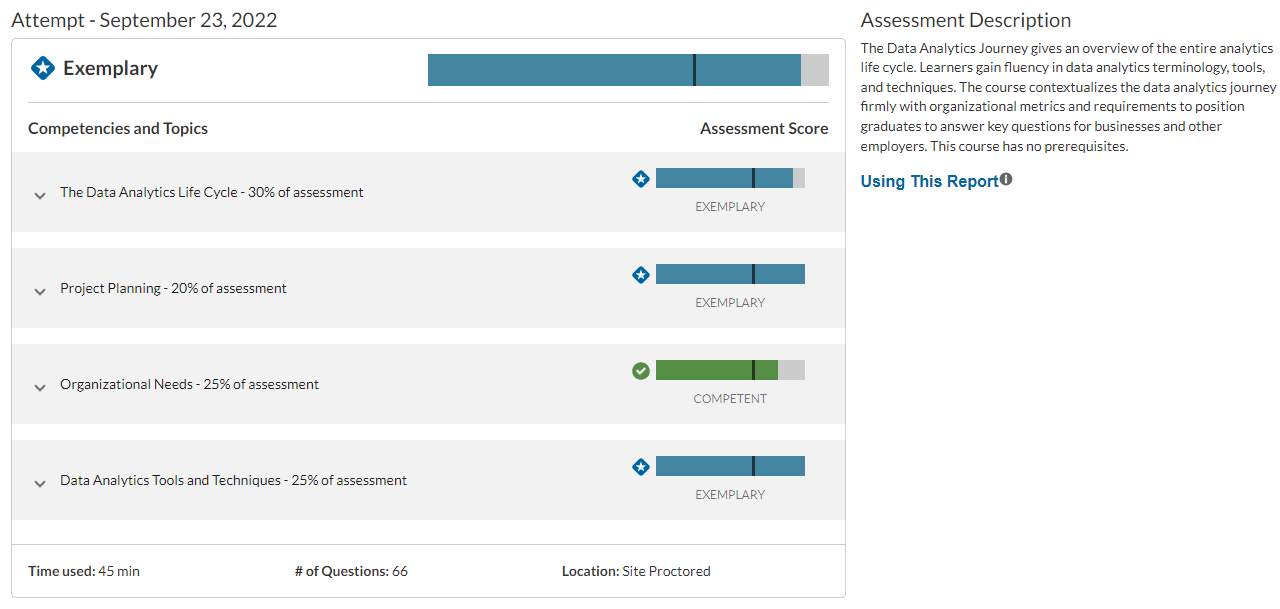 Attempt - September 23, 2022
Exemplary
Competencies and Topics
Assessment Score
The Data Analytics Life Cycle - 30% of assessment
EXEMPLARY
Project Planning - 20% of assessment
EXEMPLARY
Organizational Needs - 25% of assessment
COMPETENT
Data Analytics Tools and Techniques - 25% of assessment
EXEMPLARY
Time used: 45 min
# of Questions: 66
Location: Site Proctored
Assessment Description
The Data Analytics Journey gives an overview of the entire analytics
life cycle. Learners gain fluency in data analytics terminology, tools,
and techniques. The course contextualizes the data analytics journey
firmly with organizational metrics and requirements to position
graduates to answer key questions for businesses and other
employers. This course has no prerequisites.
Using This Report